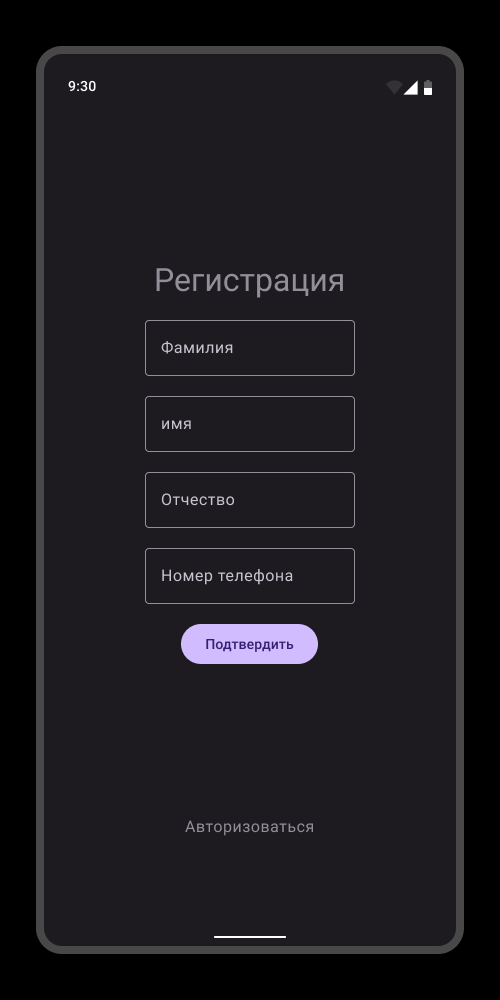 9:30
Регистрация
Фамилия
имя
Отчество
Номер телефона
Подтвердить
Авторизоваться